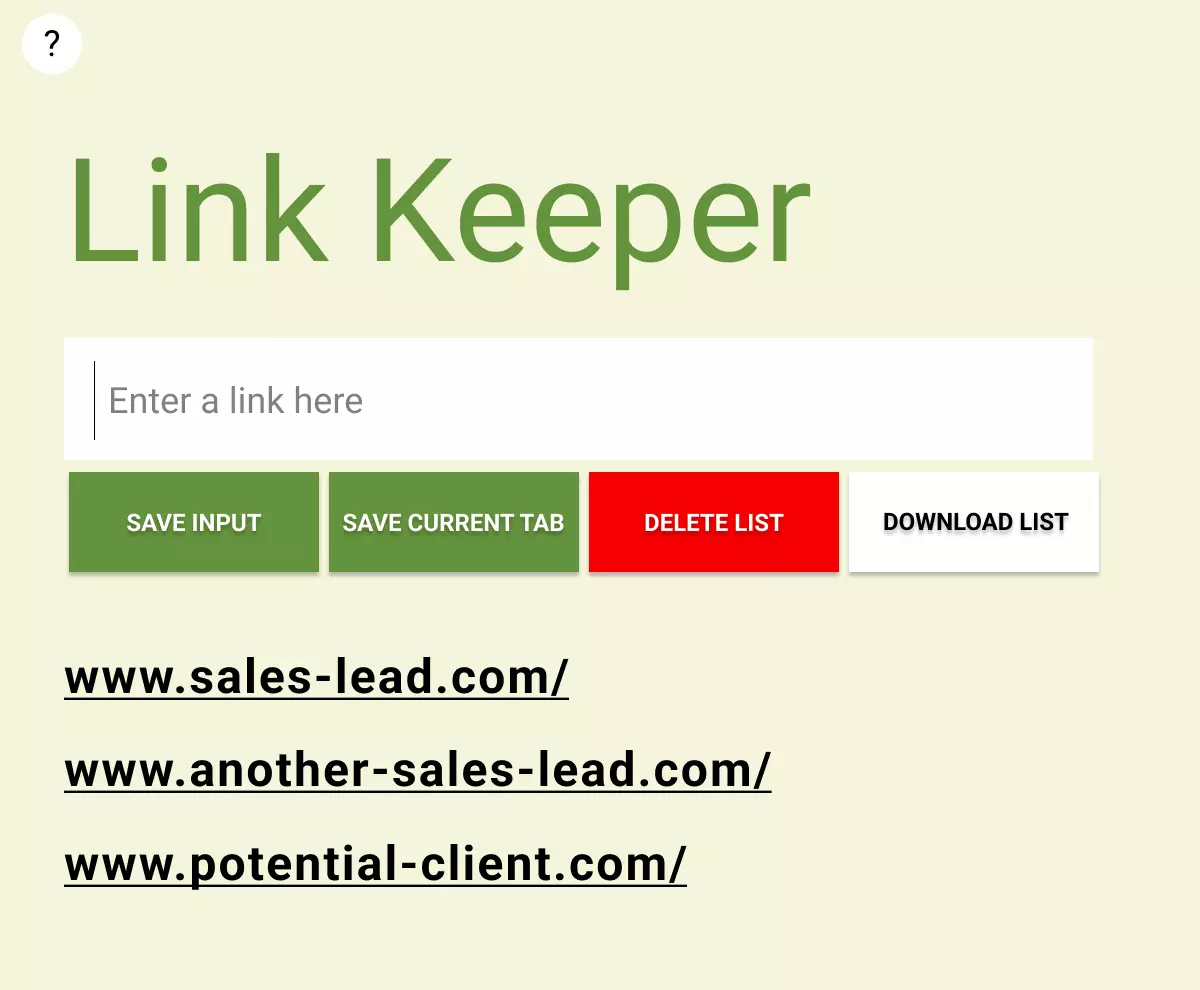 ?
Link Keeper
Enter a link here
SAVE INPUT SAVE CURRENT TAB DELETE LIST DOWNLOAD LIST
www.sales-lead.com/
www.another-sales-lead.com/
www.potential-client.com/